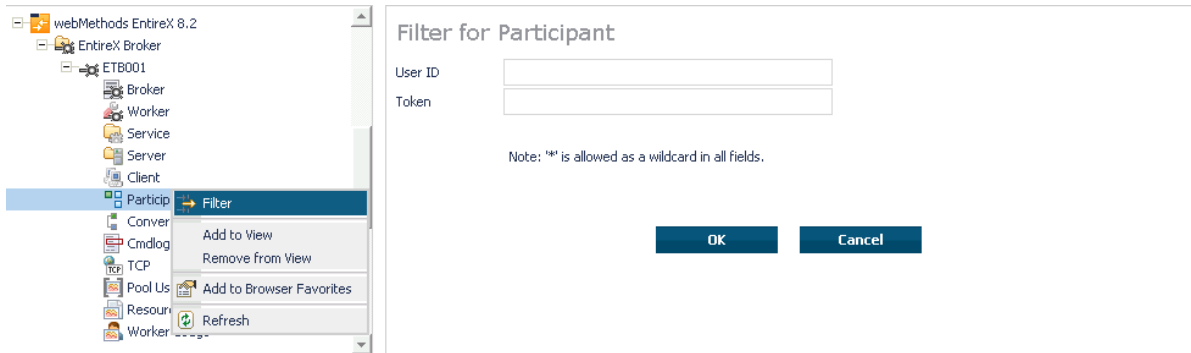 webMethods EntireX 8.2
EntireX Broker
ETB001
Broker
Worker
Service
Server
Client
Particip
Filter
Conver
Add to View
Cmdlog
Remove from View
TCP
Pool Us
Add to Browser Favorites
Resour
Refresh
Worker
Filter for Participant
User ID
Token
Note: '*' is allowed as a wildcard in all fields.
OK
Cancel